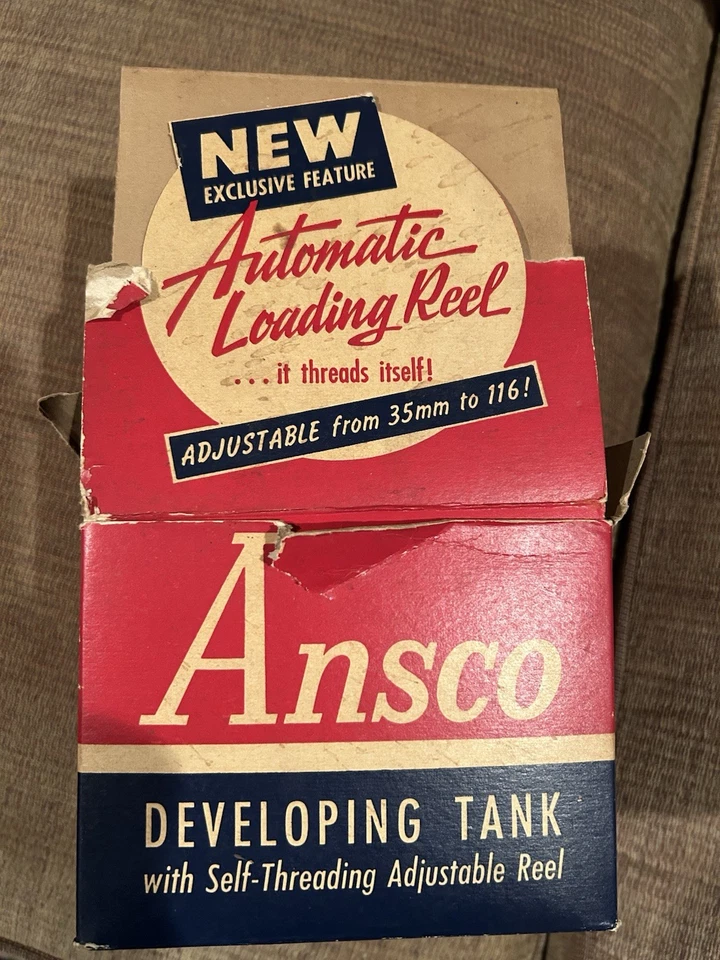 NEW
EXCLUSIVE FEATURE
Automatic
Loading Reel
...it threads itself!
ADJUSTABLE from 35mm to 116!
Ansco
DEVELOPING TANK
with Self-Threading Adjustable Reel